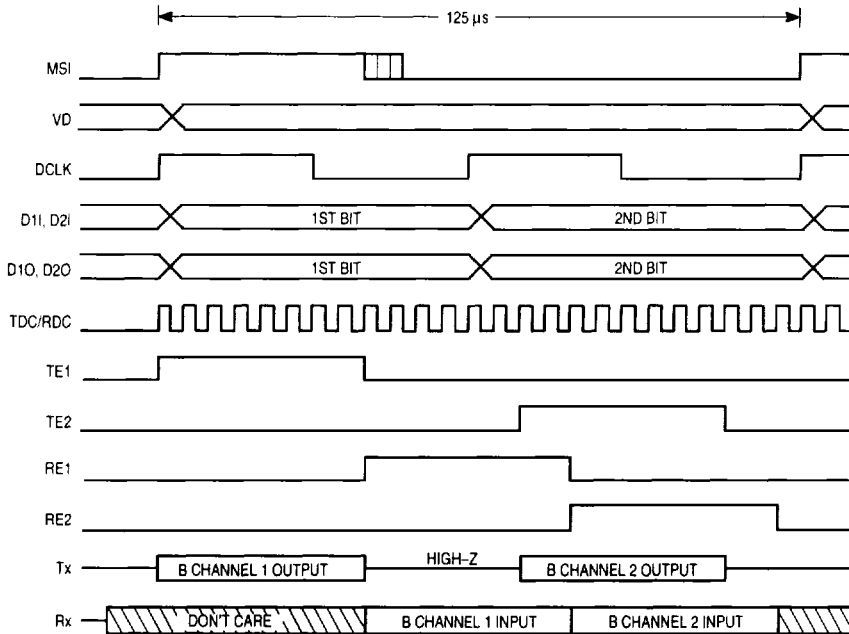 125 µs
MSI
VD
DCLK
D1I, D2I
1ST BIT 2ND BIT
D1O, D2O
1ST BIT 2ND BIT
TDC/RDC
TE1
TE2
RE1
RE2
Tx
B CHANNEL 1 OUTPUT HIGH–Z B CHANNEL 2 OUTPUT
Rx
DON'T CARE B CHANNEL 1 INPUT B CHANNEL 2 INPUT